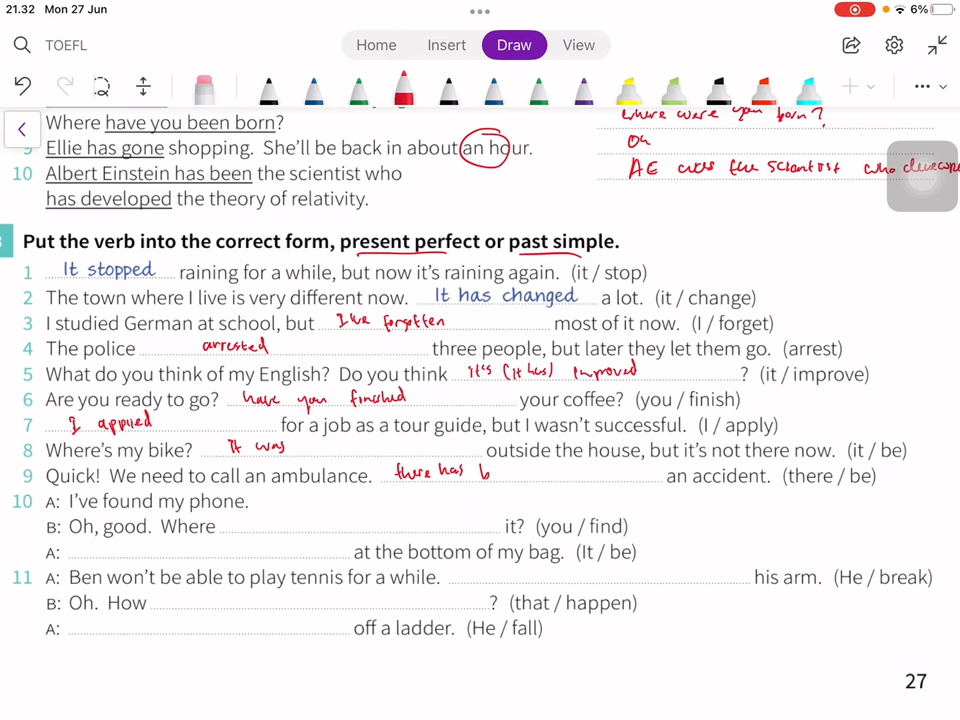 21.32 Mon 27 Jun 6%
TOEFL Home Insert Draw View
Where have you been born? where were you born?
9 Ellie has gone shopping. She'll be back in about an hour. OK
10 Albert Einstein has been the scientist who AE was the scientist who
has developed the theory of relativity.
Put the verb into the correct form, present perfect or past simple.
1 It stopped raining for a while, but now it's raining again. (it / stop)
2 The town where I live is very different now. It has changed a lot. (it / change)
3 I studied German at school, but I've forgotten most of it now. (I / forget)
4 The police arrested three people, but later they let them go. (arrest)
5 What do you think of my English? Do you think it's (it has) improved ? (it / improve)
6 Are you ready to go? have you finished your coffee? (you / finish)
7 I applied for a job as a tour guide, but I wasn't successful. (I / apply)
8 Where's my bike? It was outside the house, but it's not there now. (it / be)
9 Quick! We need to call an ambulance. there has b an accident. (there / be)
10 A: I've found my phone.
B: Oh, good. Where it? (you / find)
A: at the bottom of my bag. (It / be)
11 A: Ben won't be able to play tennis for a while. his arm. (He / break)
B: Oh. How ? (that / happen)
A: off a ladder. (He / fall)
27